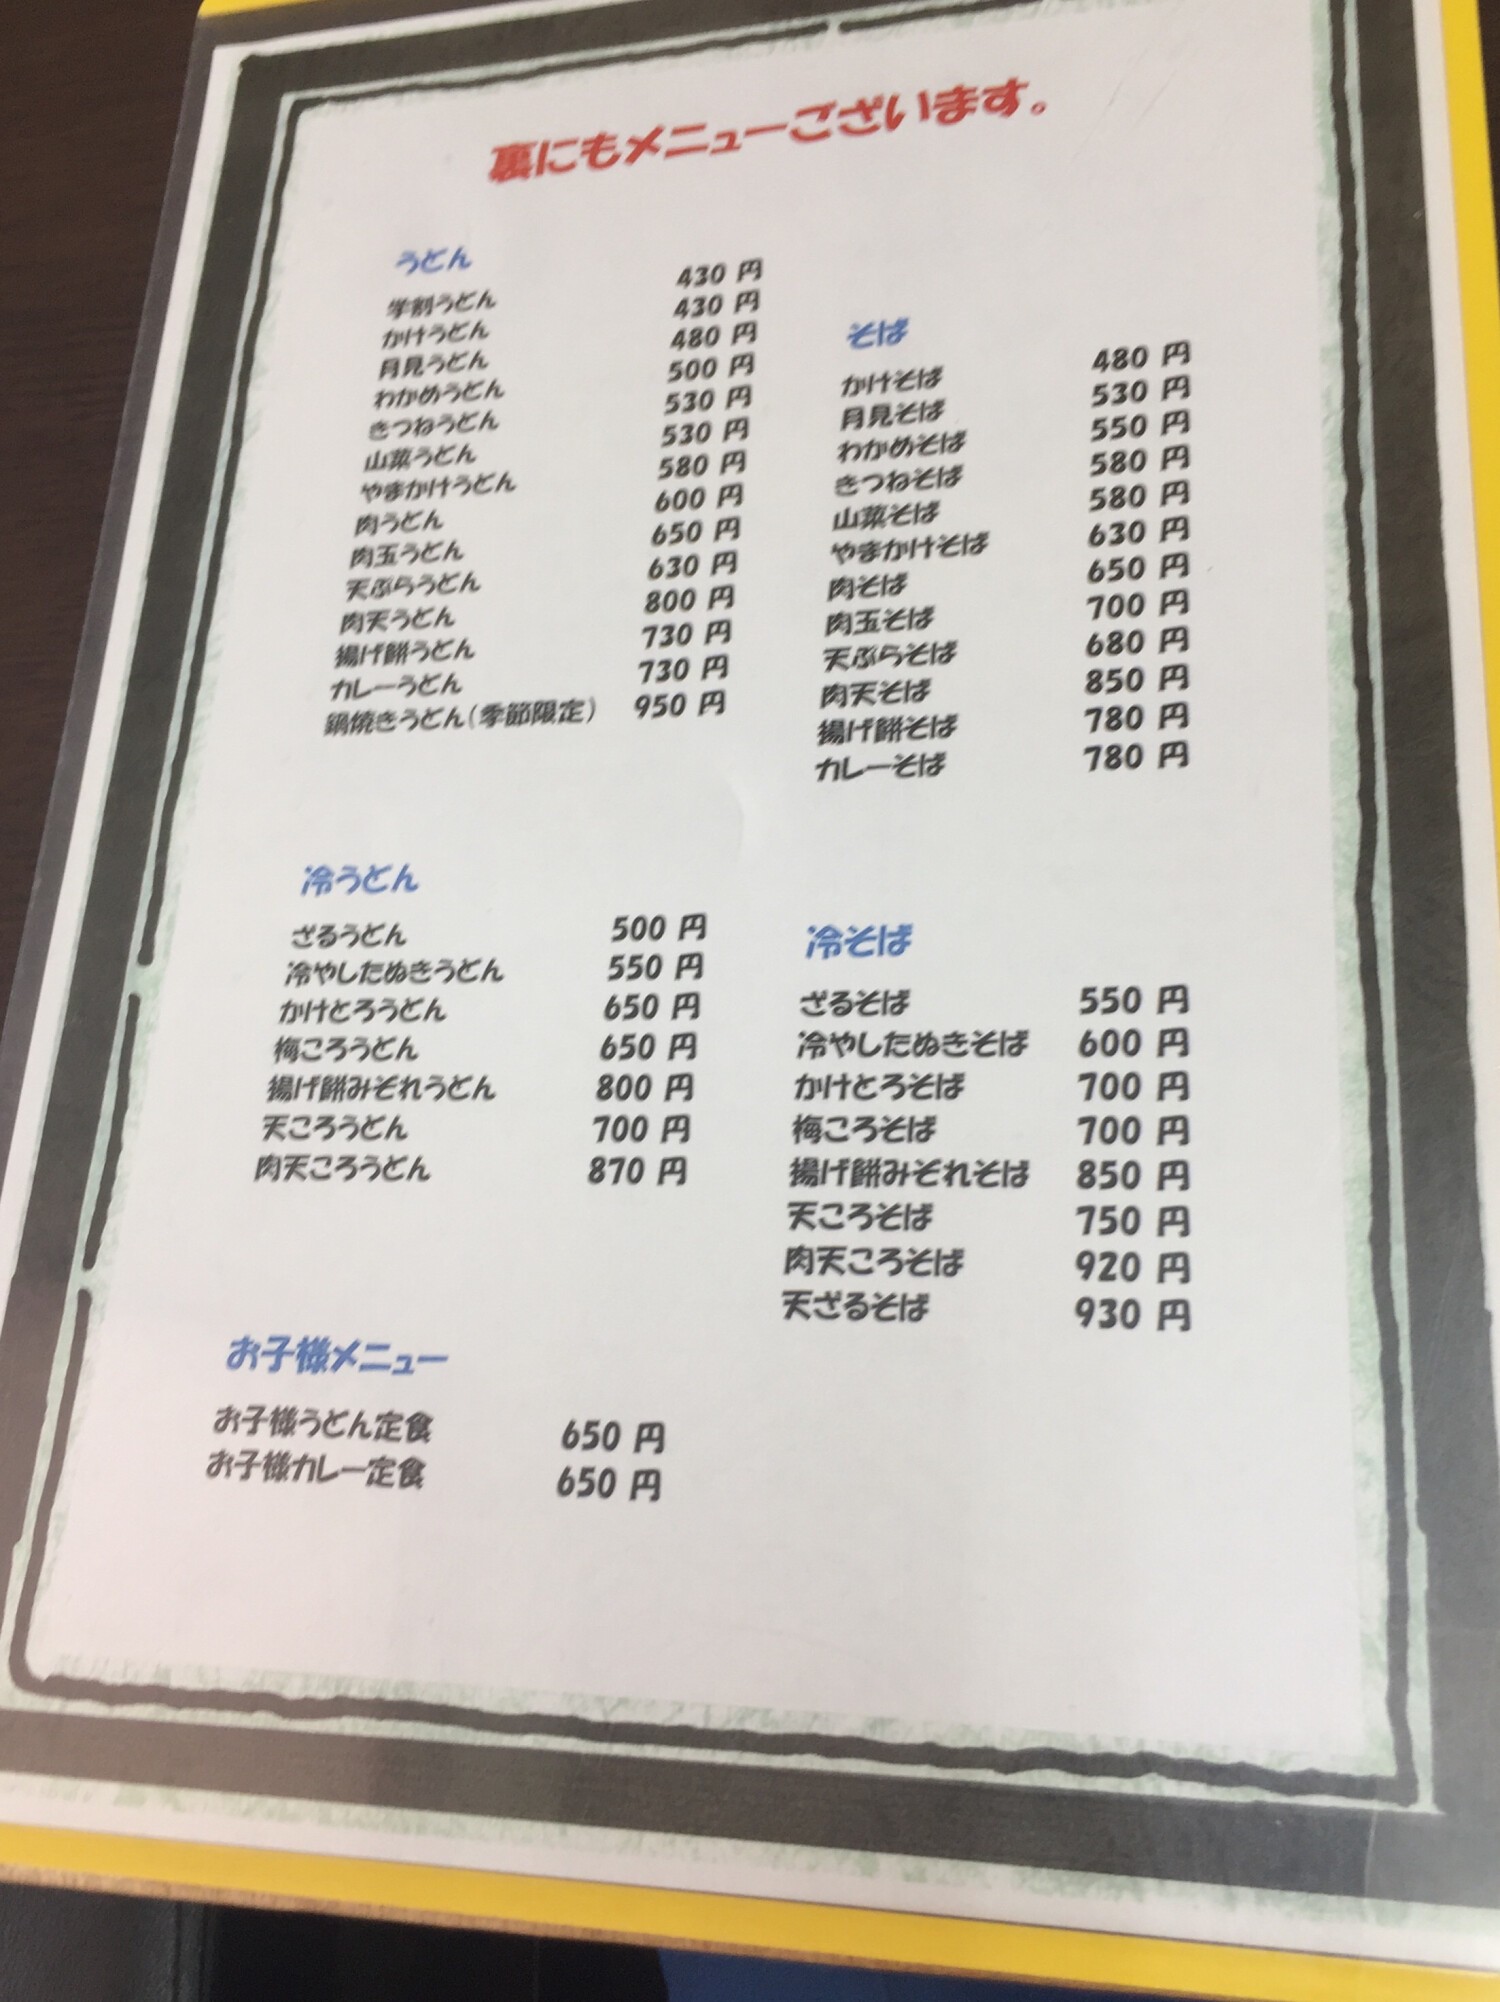 裏にもメニューございます。
うどん
学割うどん 430 円
かけうどん 430 円
月見うどん 480 円
わかめうどん 500 円
きつねうどん 530 円
山菜うどん 530 円
やまかけうどん 580 円
肉うどん 600 円
肉玉うどん 650 円
天ぷらうどん 630 円
肉天うどん 800 円
揚げ餅うどん 730 円
カレーうどん 730 円
鍋焼きうどん(季節限定) 950 円
そば
かけそば 480 円
月見そば 530 円
わかめそば 550 円
きつねそば 580 円
山菜そば 580 円
やまかけそば 630 円
肉そば 650 円
肉玉そば 700 円
天ぷらそば 680 円
肉天そば 850 円
揚げ餅そば 780 円
カレーそば 780 円
冷うどん
ざるうどん 500 円
冷やしたぬきうどん 550 円
かけとろうどん 650 円
梅ころうどん 650 円
揚げ餅みぞれうどん 800 円
天ころうどん 700 円
肉天ころうどん 870 円
冷そば
ざるそば 550 円
冷やしたぬきそば 600 円
かけとろそば 700 円
梅ころそば 700 円
揚げ餅みぞれそば 850 円
天ころそば 750 円
肉天ころそば 920 円
天ざるそば 930 円
お子様メニュー
お子様うどん定食 650 円
お子様カレー定食 650 円